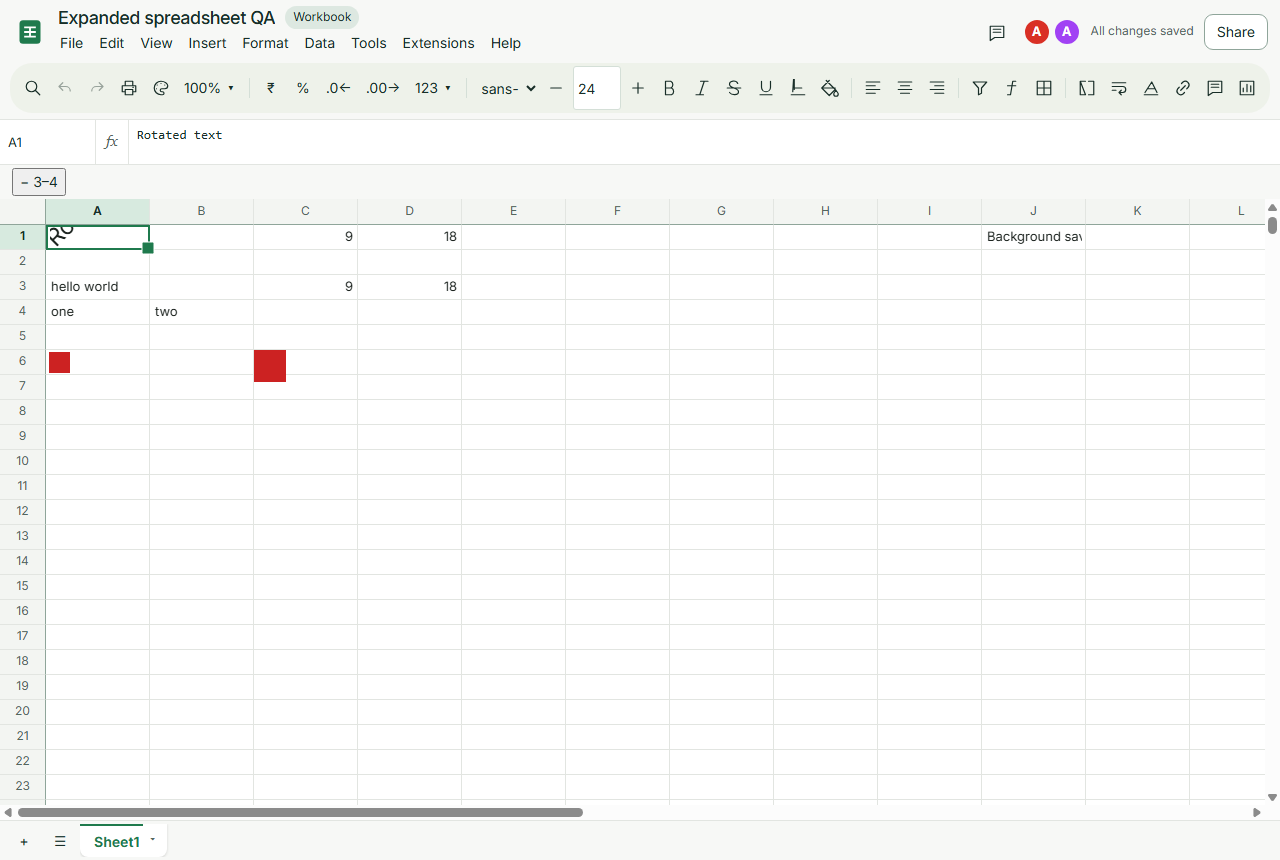 Expanded spreadsheet QA Workbook
File Edit View Insert Format Data Tools Extensions Help
A A All changes saved Share
100% ₹ % .0← .00→ 123 sans- 24
A1 fx Rotated text
− 3–4
A B C D E F G H I J K L
1 9 18
2
3 hello world 9 18
4 one two
5
6
7
8
9
10
11
12
13
14
15
16
17
18
19
20
21
22
23
+ ☰ Sheet1